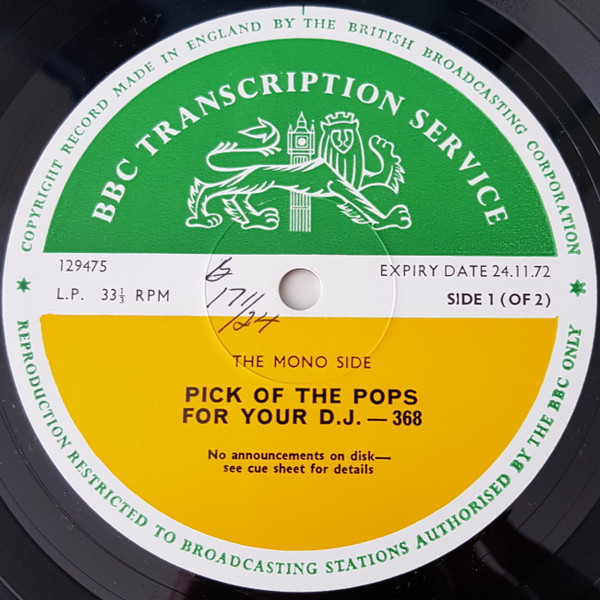 COPYRIGHT RECORD MADE IN ENGLAND BY THE BRITISH BROADCASTING CORPORATION
BBC TRANSCRIPTION SERVICE
129475
EXPIRY DATE 24.11.72
L.P. 33⅓ RPM
SIDE 1 (OF 2)
171/24
THE MONO SIDE
PICK OF THE POPS
FOR YOUR D.J. — 368
No announcements on disk—
see cue sheet for details
REPRODUCTION RESTRICTED TO BROADCASTING STATIONS AUTHORISED BY THE BBC ONLY